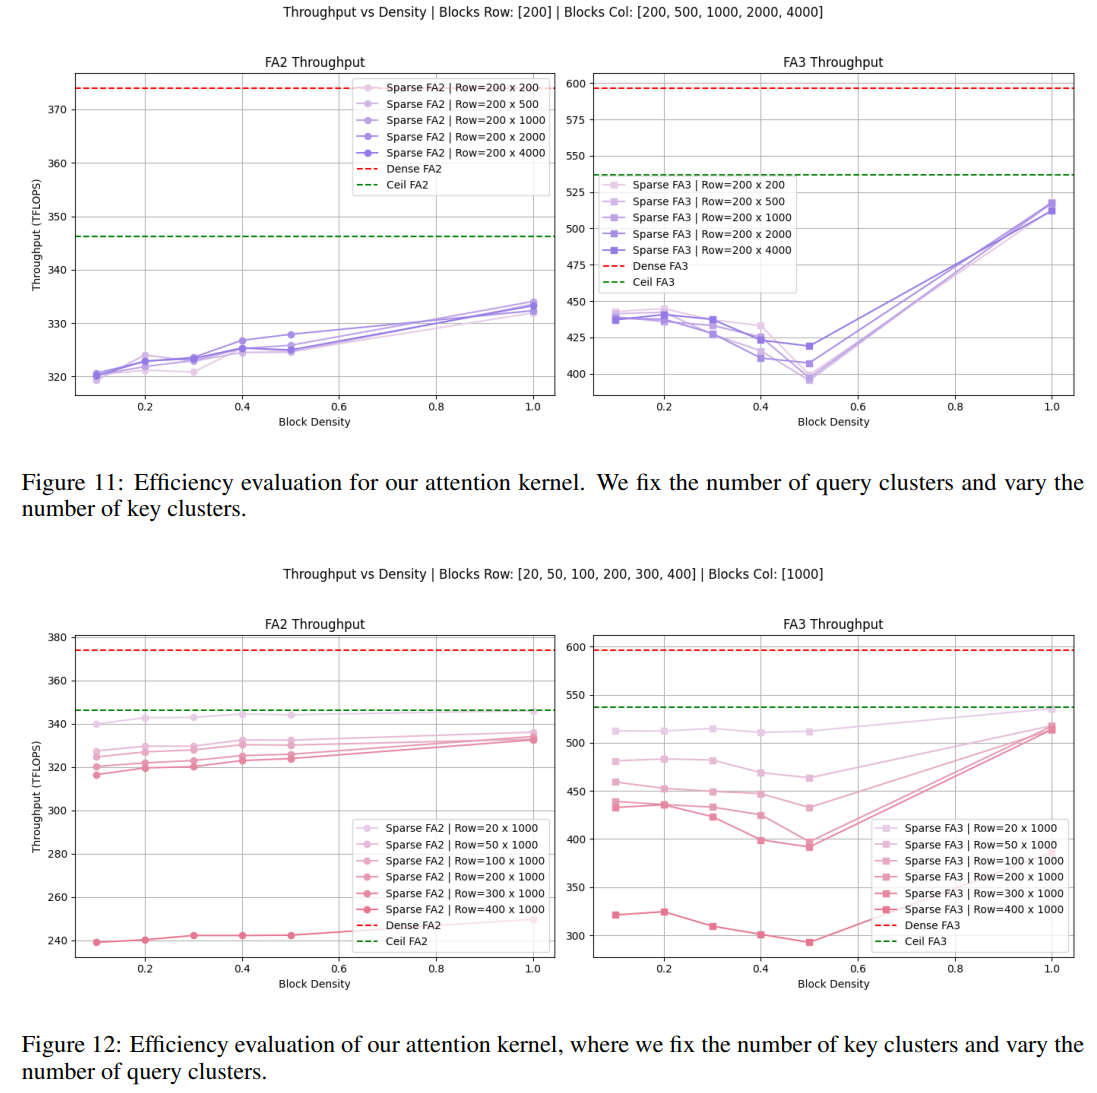 Throughput vs Density | Blocks Row: [200] | Blocks Col: [200, 500, 1000, 2000, 4000]
FA2 Throughput
370
360
350
340
330
320
Throughput (TFLOPS)
Sparse FA2 | Row=200 x 200
Sparse FA2 | Row=200 x 500
Sparse FA2 | Row=200 x 1000
Sparse FA2 | Row=200 x 2000
Sparse FA2 | Row=200 x 4000
Dense FA2
Ceil FA2
0.2 0.4 0.6 0.8 1.0
Block Density
FA3 Throughput
600
575
550
525
500
475
450
425
400
Sparse FA3 | Row=200 x 200
Sparse FA3 | Row=200 x 500
Sparse FA3 | Row=200 x 1000
Sparse FA3 | Row=200 x 2000
Sparse FA3 | Row=200 x 4000
Dense FA3
Ceil FA3
0.2 0.4 0.6 0.8 1.0
Block Density
Figure 11: Efficiency evaluation for our attention kernel. We fix the number of query clusters and vary the
number of key clusters.
Throughput vs Density | Blocks Row: [20, 50, 100, 200, 300, 400] | Blocks Col: [1000]
FA2 Throughput
380
360
340
320
300
280
260
240
Throughput (TFLOPS)
Sparse FA2 | Row=20 x 1000
Sparse FA2 | Row=50 x 1000
Sparse FA2 | Row=100 x 1000
Sparse FA2 | Row=200 x 1000
Sparse FA2 | Row=300 x 1000
Sparse FA2 | Row=400 x 1000
Dense FA2
Ceil FA2
0.2 0.4 0.6 0.8 1.0
Block Density
FA3 Throughput
600
550
500
450
400
350
300
Sparse FA3 | Row=20 x 1000
Sparse FA3 | Row=50 x 1000
Sparse FA3 | Row=100 x 1000
Sparse FA3 | Row=200 x 1000
Sparse FA3 | Row=300 x 1000
Sparse FA3 | Row=400 x 1000
Dense FA3
Ceil FA3
0.2 0.4 0.6 0.8 1.0
Block Density
Figure 12: Efficiency evaluation of our attention kernel, where we fix the number of key clusters and vary the
number of query clusters.